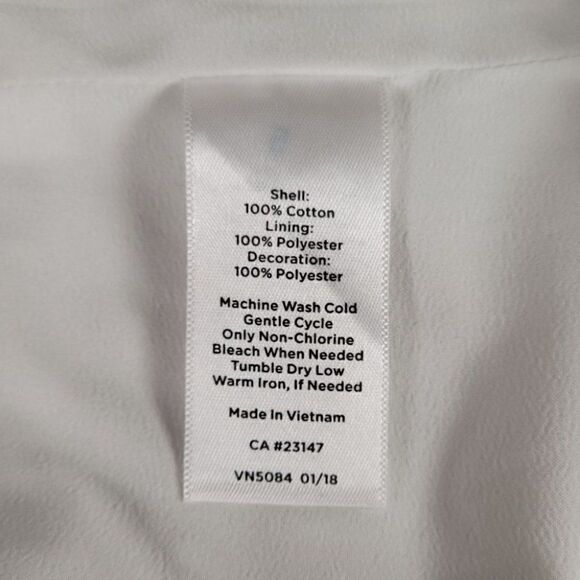 Shell:
100% Cotton
Lining:
100% Polyester
Decoration:
100% Polyester
Machine Wash Cold
Gentle Cycle
Only Non-Chlorine
Bleach When Needed
Tumble Dry Low
Warm Iron, If Needed
Made In Vietnam
CA #23147
VN5084 01/18